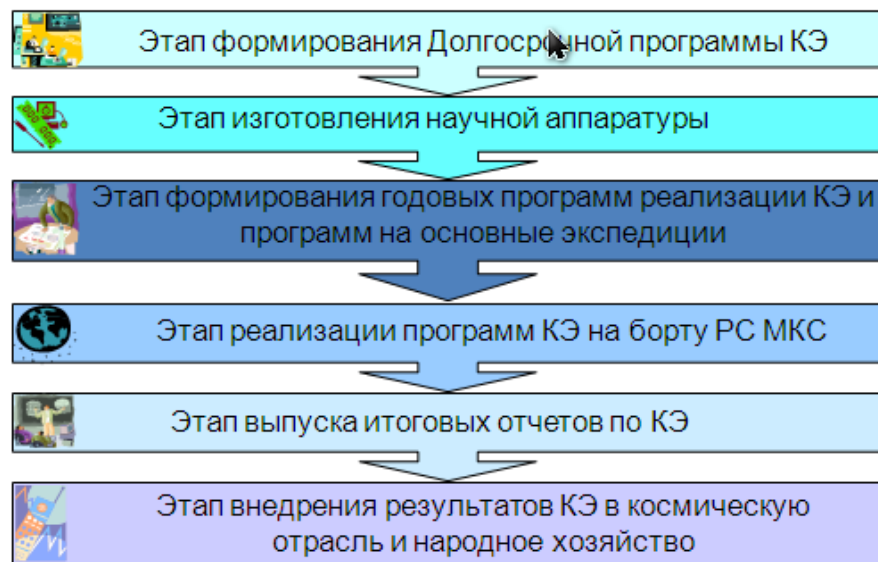 Этап формирования Долгосрочной программы КЭ
Этап изготовления научной аппаратуры
Этап формирования годовых программ реализации КЭ и
программ на основные экспедиции
Этап реализации программ КЭ на борту РС МКС
Этап выпуска итоговых отчетов по КЭ
Этап внедрения результатов КЭ в космическую
отрасль и народное хозяйство